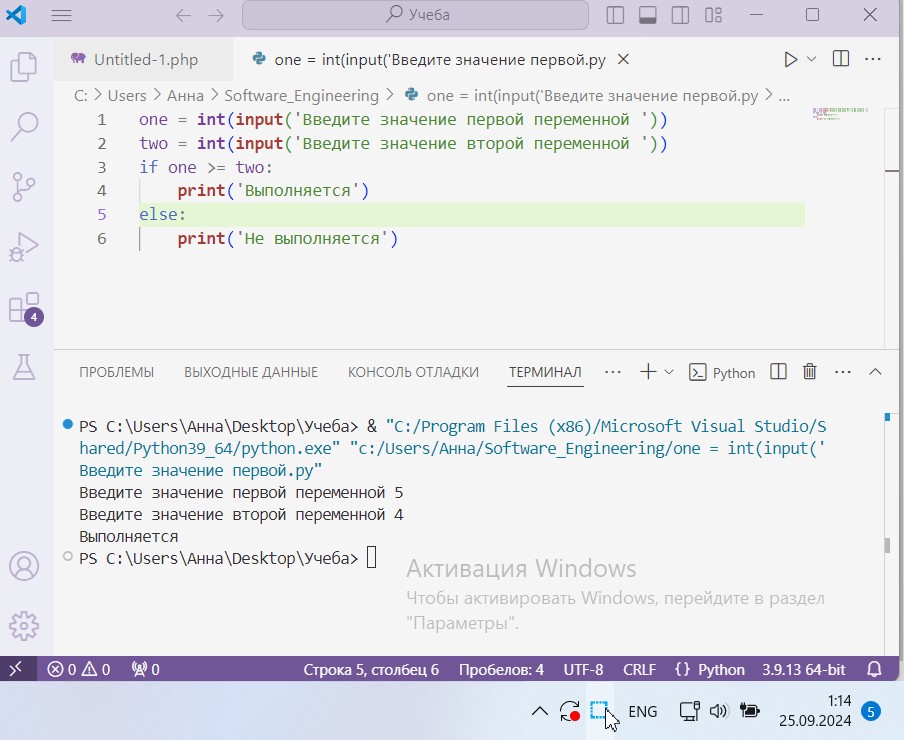 Учеба
Untitled-1.php
one = int(input('Введите значение первой.py
C: > Users > Анна > Software_Engineering > one = int(input('Введите значение первой.py > ...
1 one = int(input('Введите значение первой переменной '))
2 two = int(input('Введите значение второй переменной '))
3 if one >= two:
4 print('Выполняется')
5 else:
6 print('Не выполняется')
4
ПРОБЛЕМЫ ВЫХОДНЫЕ ДАННЫЕ КОНСОЛЬ ОТЛАДКИ ТЕРМИНАЛ ... Python ...
PS C:\Users\Анна\Desktop\Учеба> & "C:/Program Files (x86)/Microsoft Visual Studio/S
hared/Python39_64/python.exe" "c:/Users/Анна/Software_Engineering/one = int(input('
Введите значение первой.py"
Введите значение первой переменной 5
Введите значение второй переменной 4
Выполняется
PS C:\Users\Анна\Desktop\Учеба>
Активация Windows
Чтобы активировать Windows, перейдите в раздел
"Параметры".
0 0 0 Строка 5, столбец 6 Пробелов: 4 UTF-8 CRLF {} Python 3.9.13 64-bit
ENG
1:14
25.09.2024
5